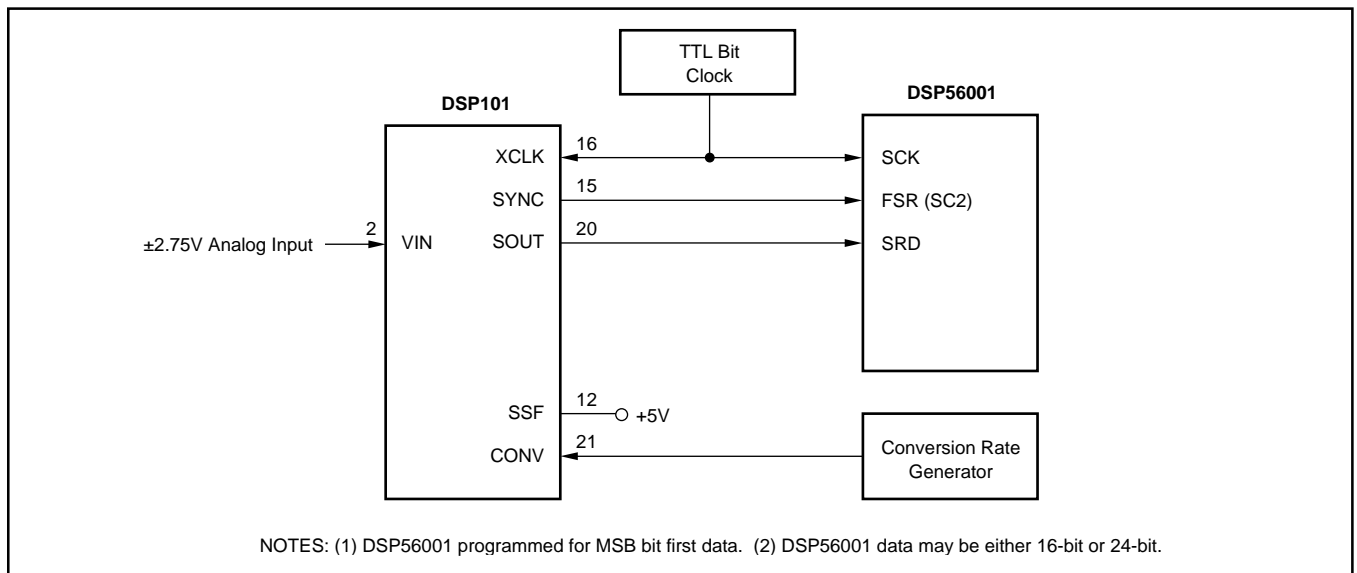 TTL Bit
Clock
DSP101
DSP56001
XCLK
16
SCK
SYNC
15
FSR (SC2)
±2.75V Analog Input
2
VIN
SOUT
20
SRD
SSF
12
+5V
CONV
21
Conversion Rate
Generator
NOTES: (1) DSP56001 programmed for MSB bit first data. (2) DSP56001 data may be either 16-bit or 24-bit.